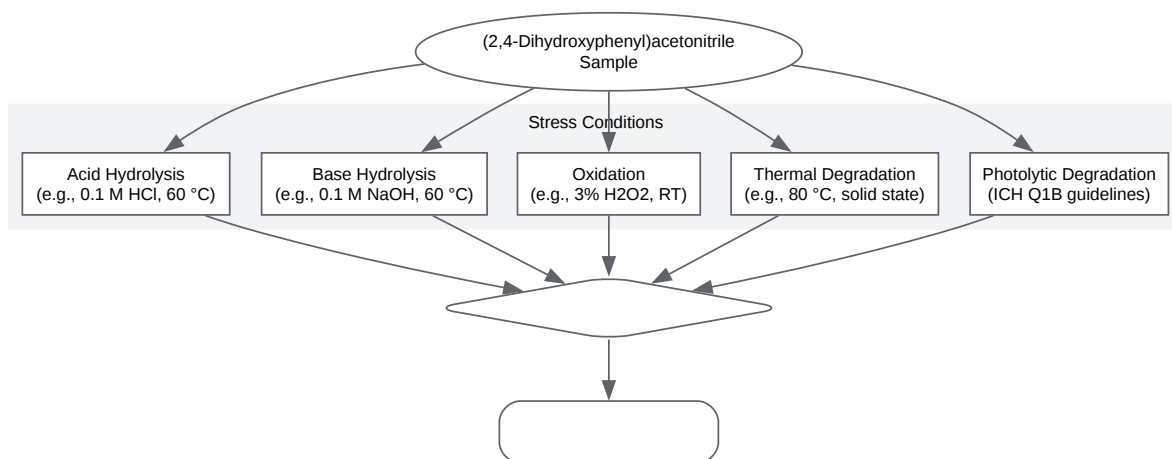 (2,4-Dihydroxyphenyl)acetonitrile
Sample
Stress Conditions
Acid Hydrolysis
(e.g., 0.1 M HCl, 60 °C)
Base Hydrolysis
(e.g., 0.1 M NaOH, 60 °C)
Oxidation
(e.g., 3% H2O2, RT)
Thermal Degradation
(e.g., 80 °C, solid state)
Photolytic Degradation
(ICH Q1B guidelines)